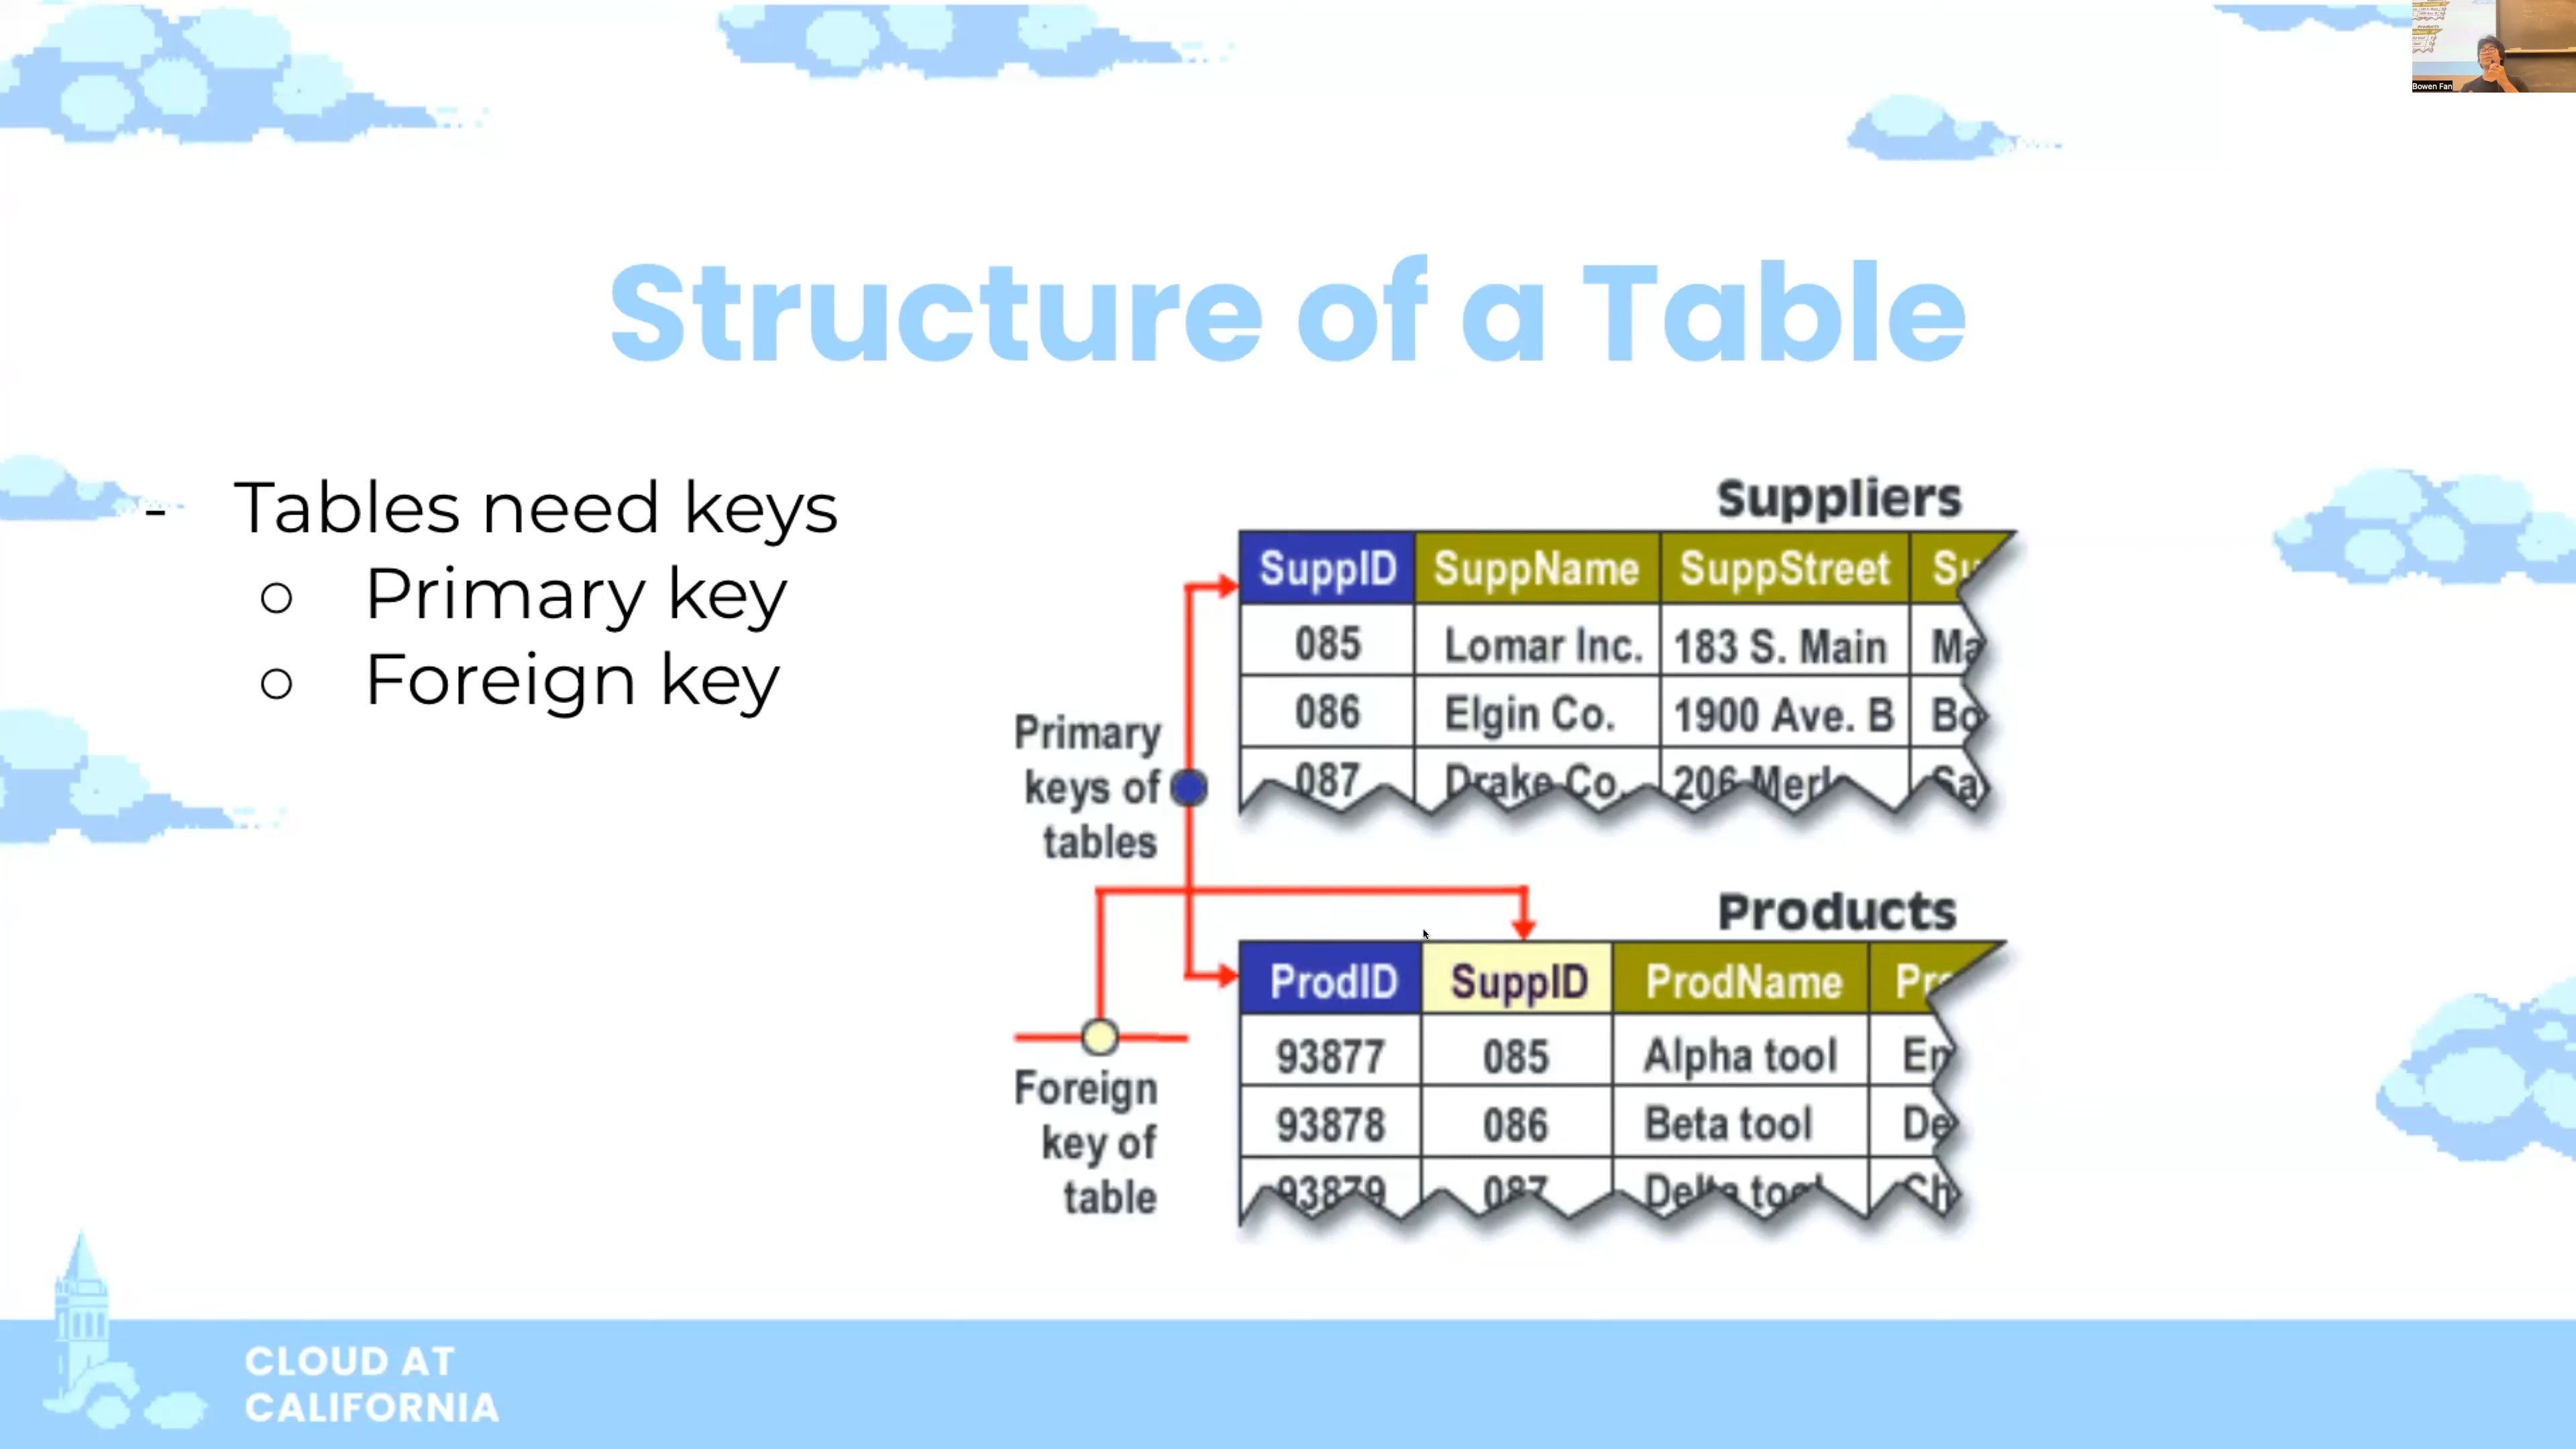 Bowen Fan
Structure of a Table
- Tables need keys
○ Primary key
○ Foreign key
Suppliers
SuppID SuppName SuppStreet Su
085 Lomar Inc. 183 S. Main Ma
086 Elgin Co. 1900 Ave. B Bo
087 Drake Co. 206 Merl Sa
Primary
keys of
tables
Products
ProdID SuppID ProdName Pro
93877 085 Alpha tool En
93878 086 Beta tool De
93879 087 Delta tool Ch
Foreign
key of
table
CLOUD AT
CALIFORNIA